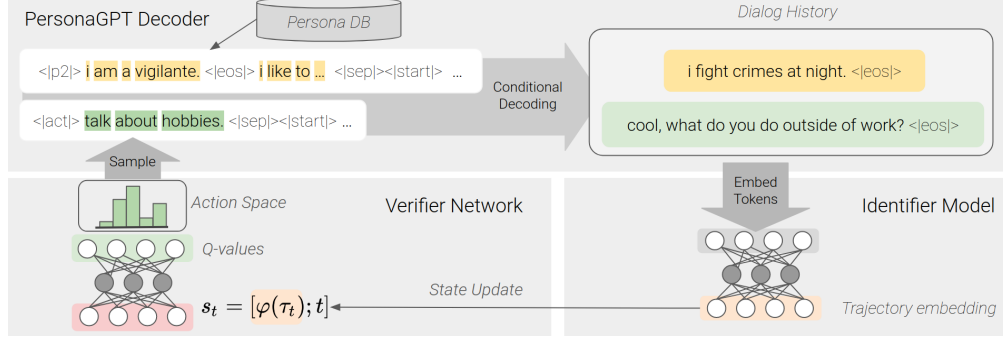 PersonaGPT Decoder
Persona DB
Dialog History
<|p2|> i am a vigilante. <|eos|> i like to ... <|sep|><|start|> ...
<|act|> talk about hobbies. <|sep|><|start|> ...
Conditional
Decoding
i fight crimes at night. <|eos|>
cool, what do you do outside of work? <|eos|>
Sample
Embed
Tokens
Action Space
Verifier Network
Identifier Model
Q-values
State Update
s_t = [φ(τ_t); t]
Trajectory embedding